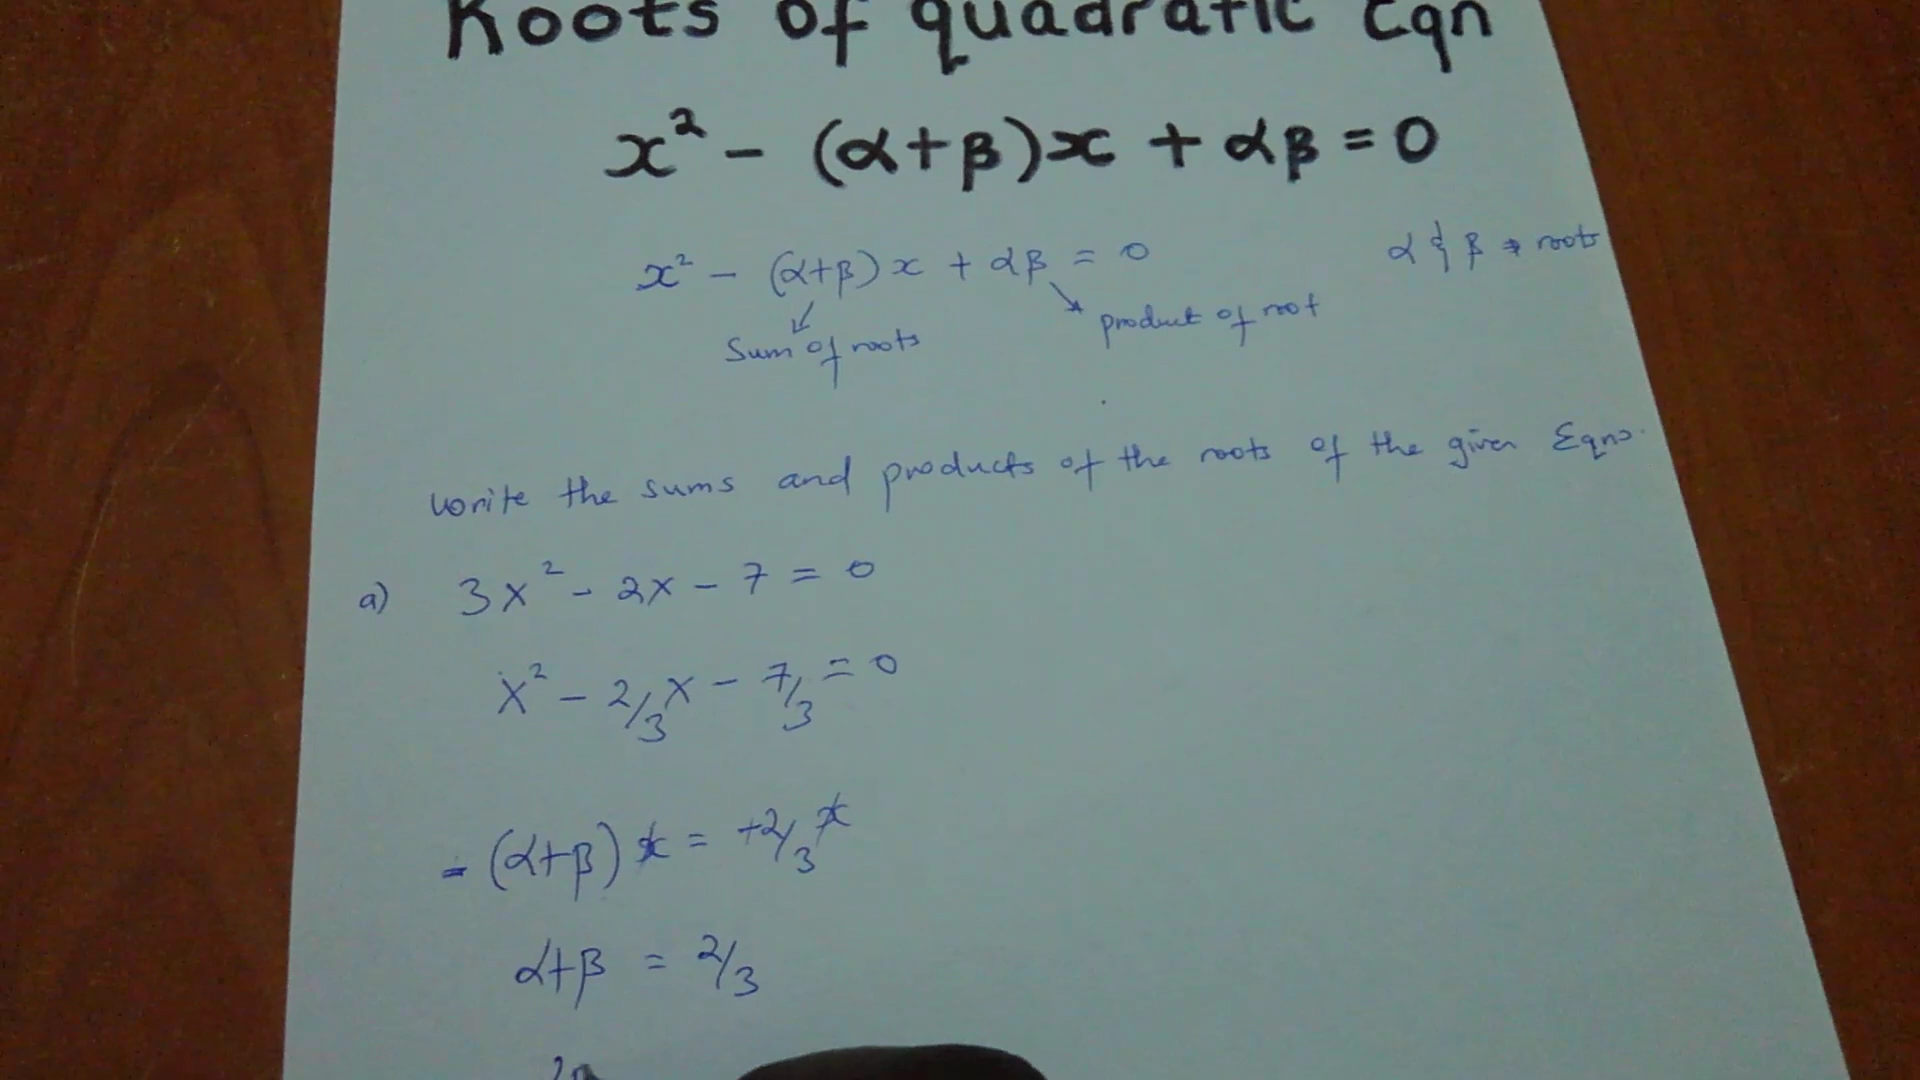 Roots of quadratic Eqn
x² - (α+β)x + αβ = 0
x² - (α+β)x + αβ = 0
α & β → roots
Sum of roots
product of root
Write the sums and products of the roots of the given Eqns.
a) 3x² - 2x - 7 = 0
x² - 2/3x - 7/3 = 0
- (α+β)x = +2/3x
α+β = 2/3